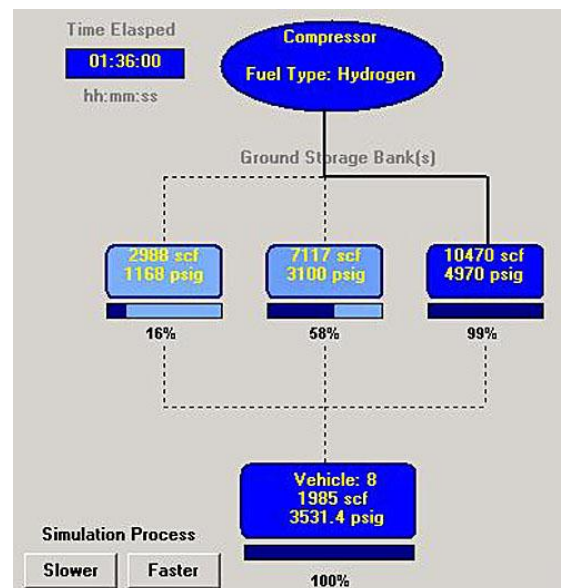 Time Elasped
01:36:00
hh:mm:ss
Compressor
Fuel Type: Hydrogen
Ground Storage Bank(s)
2988 scf
1168 psig
16%
7117 scf
3100 psig
58%
10470 scf
4970 psig
99%
Vehicle: 8
1985 scf
3531.4 psig
100%
Simulation Process
Slower
Faster